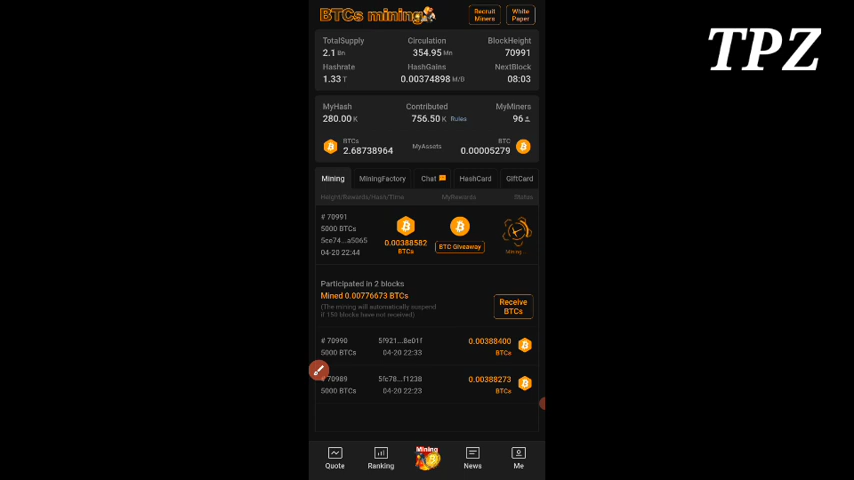 BTCs mining
Recruit Miners
White Paper
TPZ
TotalSupply Circulation BlockHeight
2.1 Bn 354.95 Mn 70991
Hashrate HashGains NextBlock
1.33 T 0.00374898 M/B 08:03
MyHash Contributed MyMiners
280.00 K 756.50 K Rules 96
BTCs MyAssets BTC
2.68738964 0.00005279
Mining MiningFactory Chat HashCard GiftCard
Height/Rewards/Hash/Time MyRewards Status
# 70991
5000 BTCs
5ce74...a5065
04-20 22:44
0.00388582
BTCs
BTC Giveaway
Mining...
Participated in 2 blocks
Mined 0.00776673 BTCs
(The mining will automatically suspend
if 150 blocks have not received)
Receive
BTCs
# 70990 5f921...8e01f 0.00388400
5000 BTCs 04-20 22:33 BTCs
70989 5fc78...f1238 0.00388273
5000 BTCs 04-20 22:23 BTCs
Mining
Quote Ranking News Me